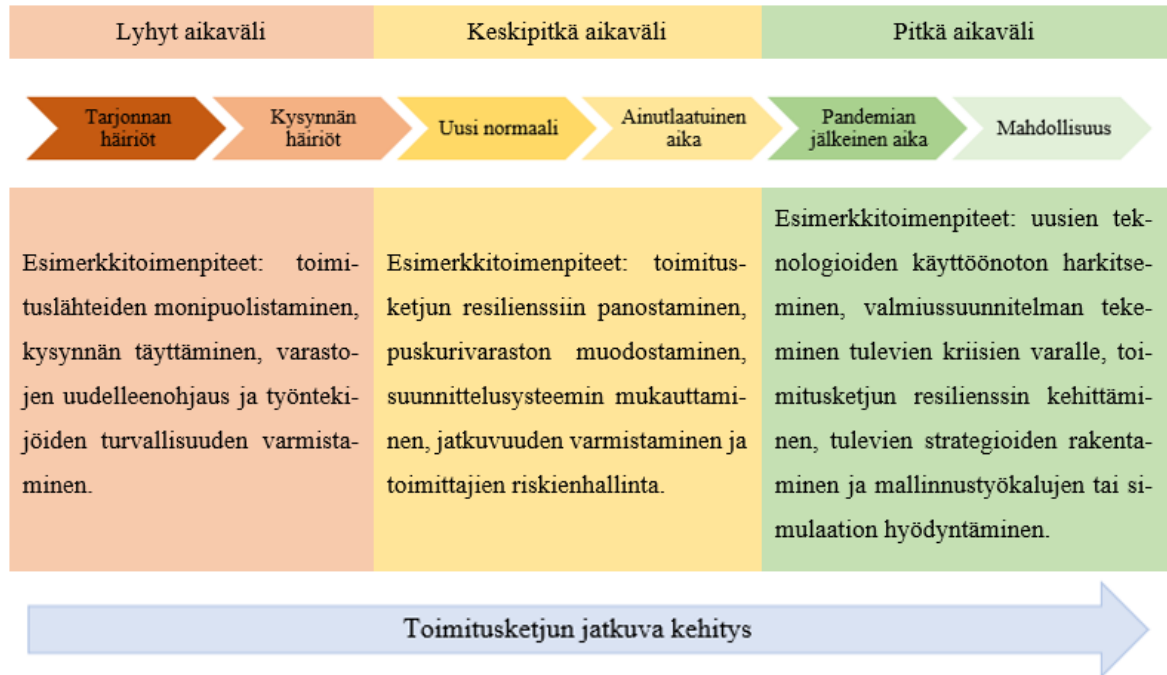 Lyhyt aikaväli
Keskipitkä aikaväli
Pitkä aikaväli
Tarjonnan
häiriöt
Kysynnän
häiriöt
Uusi normaali
Ainutlaatuinen
aika
Pandemian
jälkeinen aika
Mahdollisuus
Esimerkkitoimenpiteet: toimi-
tuslähteiden monipuolistaminen,
kysynnän täyttäminen, varasto-
jen uudelleenohjaus ja työnteki-
jöiden turvallisuuden varmista-
minen.
Esimerkkitoimenpiteet: toimitus-
ketjun resilienssiin panostaminen,
puskurivaraston muodostaminen,
suunnittelusysteemin mukauttami-
nen, jatkuvuuden varmistaminen ja
toimittajien riskienhallinta.
Esimerkkitoimenpiteet: uusien tek-
nologioiden käyttöönoton harkitse-
minen, valmiussuunnitelman teke-
minen tulevien kriisien varalle, toi-
mitusketjun resilienssin kehittämi-
nen, tulevien strategioiden rakenta-
minen ja mallinnustyökalujen tai si-
mulaation hyödyntäminen.
Toimitusketjun jatkuva kehitys